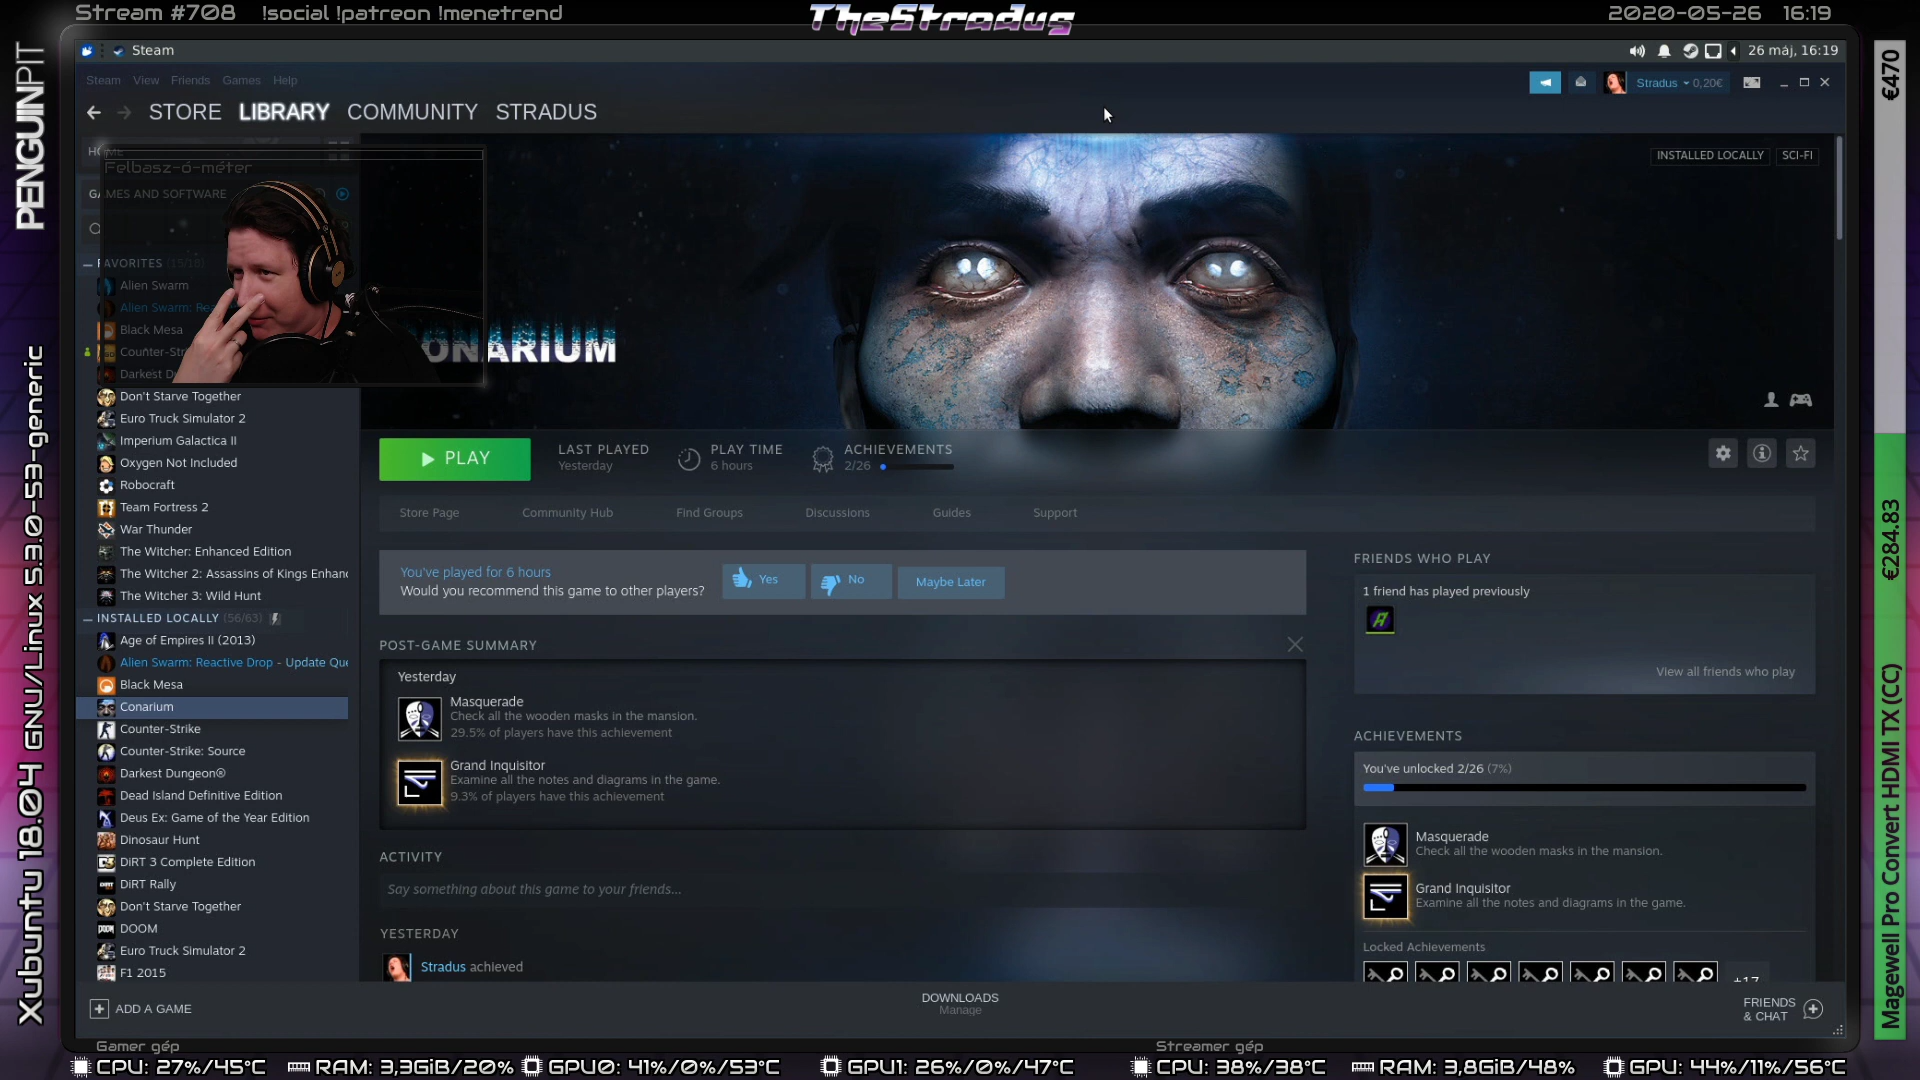 Stream #708 !social !patreon !menetrend
TheStradus
2020-05-26 16:19
PENGUINPIT
Xubuntu 18.04 GNU/Linux 5.3.0-53-generic
Steam
26 máj, 16:19
Steam View Friends Games Help
Stradus 0,20€
STORE LIBRARY COMMUNITY STRADUS
Felbasz-ó-méter
GAMES AND SOFTWARE
INSTALLED LOCALLY SCI-FI
FAVORITES (15/18)
Alien Swarm
Alien Swarm: Rea
Black Mesa
Counter-Str
Darkest Du
Don't Starve Together
Euro Truck Simulator 2
Imperium Galactica II
Oxygen Not Included
Robocraft
Team Fortress 2
War Thunder
The Witcher: Enhanced Edition
The Witcher 2: Assassins of Kings Enhanc
The Witcher 3: Wild Hunt
INSTALLED LOCALLY (56/63)
Age of Empires II (2013)
Alien Swarm: Reactive Drop - Update Que
Black Mesa
Conarium
Counter-Strike
Counter-Strike: Source
Darkest Dungeon®
Dead Island Definitive Edition
Deus Ex: Game of the Year Edition
Dinosaur Hunt
DiRT 3 Complete Edition
DiRT Rally
Don't Starve Together
DOOM
Euro Truck Simulator 2
F1 2015
ONARIUM
PLAY
LAST PLAYED
Yesterday
PLAY TIME
6 hours
ACHIEVEMENTS
2/26
Store Page Community Hub Find Groups Discussions Guides Support
You've played for 6 hours
Would you recommend this game to other players?
Yes No Maybe Later
POST-GAME SUMMARY
Yesterday
Masquerade
Check all the wooden masks in the mansion.
29.5% of players have this achievement
Grand Inquisitor
Examine all the notes and diagrams in the game.
9.3% of players have this achievement
ACTIVITY
Say something about this game to your friends...
YESTERDAY
Stradus achieved
FRIENDS WHO PLAY
1 friend has played previously
View all friends who play
ACHIEVEMENTS
You've unlocked 2/26 (7%)
Masquerade
Check all the wooden masks in the mansion.
Grand Inquisitor
Examine all the notes and diagrams in the game.
Locked Achievements
+17
ADD A GAME
DOWNLOADS
Manage
FRIENDS
& CHAT
€470
€284.83
Magewell Pro Convert HDMI TX (CC)
Gamer gép
CPU: 27%/45°C RAM: 3,3GiB/20% GPU0: 41%/0%/53°C GPU1: 26%/0%/47°C
Streamer gép
CPU: 38%/38°C RAM: 3,8GiB/48% GPU: 44%/11%/56°C